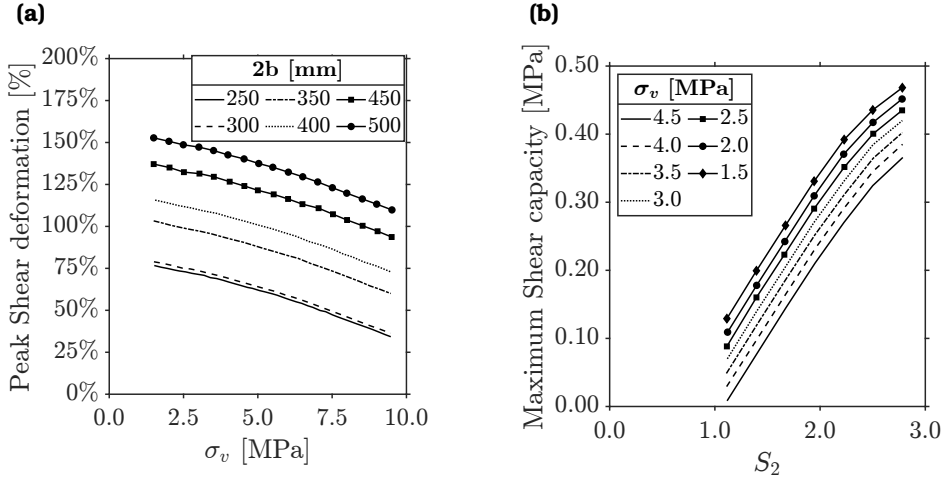 (a)
200%
175%
150%
125%
100%
75%
50%
25%
0%
0.0 2.5 5.0 7.5 10.0
Peak Shear deformation [%]
σv [MPa]
2b [mm]
250 350 450
300 400 500
(b)
0.50
0.40
0.30
0.20
0.10
0.00
0.0 1.0 2.0 3.0
Maximum Shear capacity [MPa]
S2
σv [MPa]
4.5 2.5
4.0 2.0
3.5 1.5
3.0